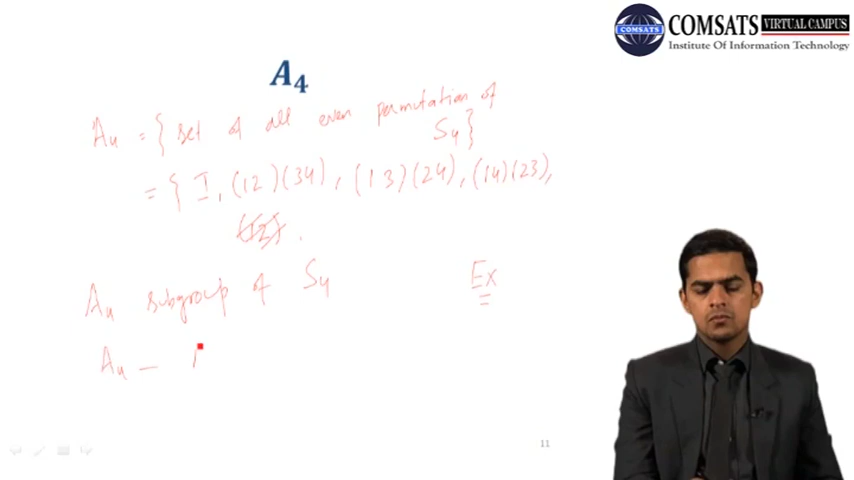 COMSATS VIRTUAL CAMPUS
Institute Of Information Technology
COMSATS
A₄
A₄ = { set of all even permutation of S₄ }
= { I, (12)(34), (13)(24), (14)(23),
.
A₄ subgroup of S₄
Ex
A₄ –
11